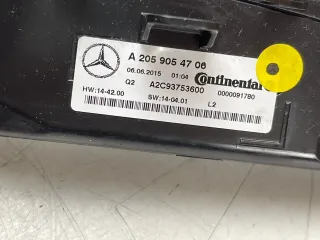 A 205 905 47 06
06.06.2015 01:04 Continental
Q2 A2C93753600 0000091780
HW:14-42.00 SW:14-04.01 L2